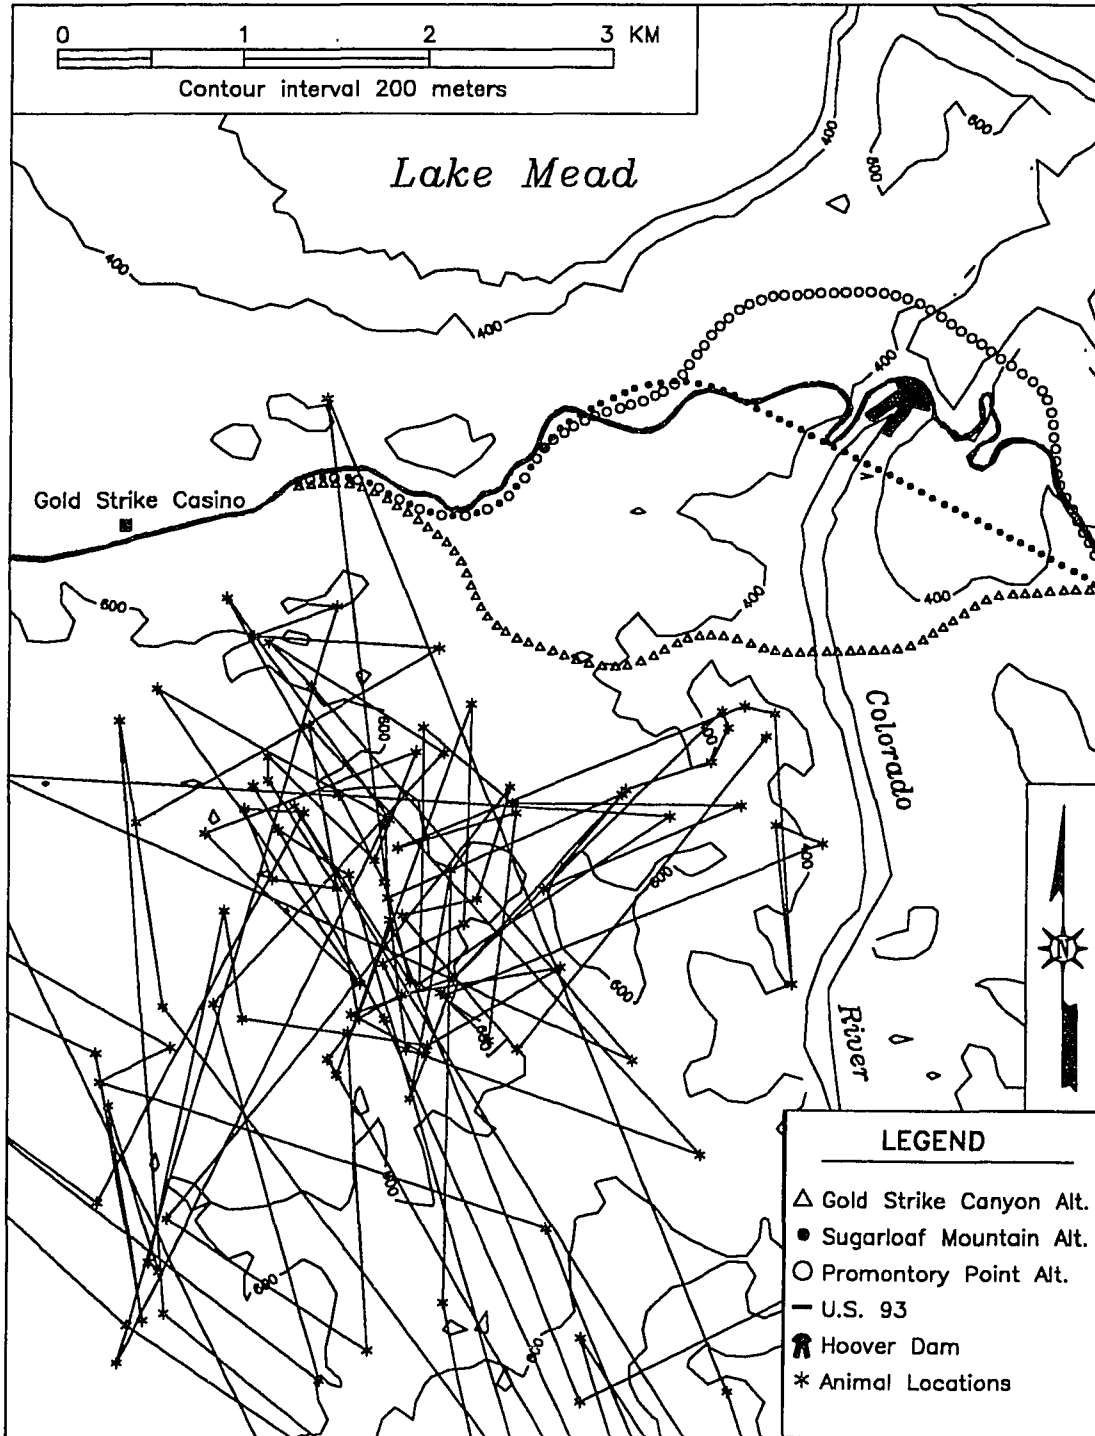 0 1 2 3 KM
Contour interval 200 meters
Lake Mead
400
400
400
600
600
400
Gold Strike Casino
A
600
400
400
600
400
Colorado
400
600
600
N
600
River
800
600
600
LEGEND
Gold Strike Canyon Alt.
Sugarloaf Mountain Alt.
Promontory Point Alt.
U.S. 93
Hoover Dam
Animal Locations